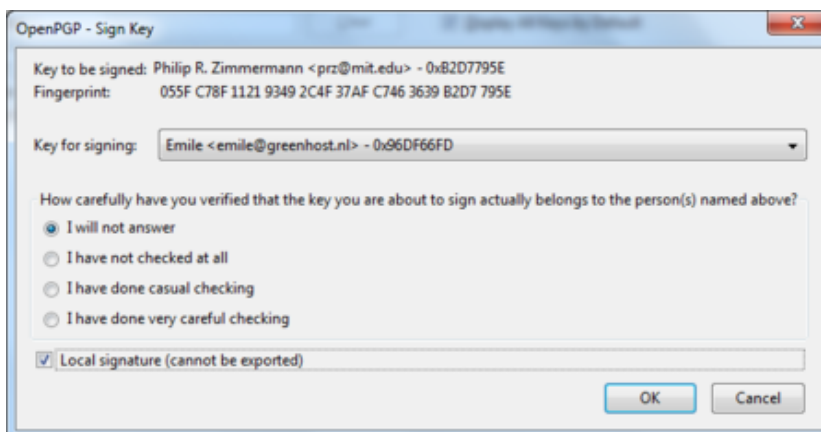 OpenPGP - Sign Key
Key to be signed: Philip R. Zimmermann <prz@mit.edu> - 0xB2D7795E
Fingerprint: 055F C78F 1121 9349 2C4F 37AF C746 3639 B2D7 795E
Key for signing: Emile <emile@greenhost.nl> - 0x96DF66FD
How carefully have you verified that the key you are about to sign actually belongs to the person(s) named above?
I will not answer
I have not checked at all
I have done casual checking
I have done very careful checking
Local signature (cannot be exported)
OK Cancel